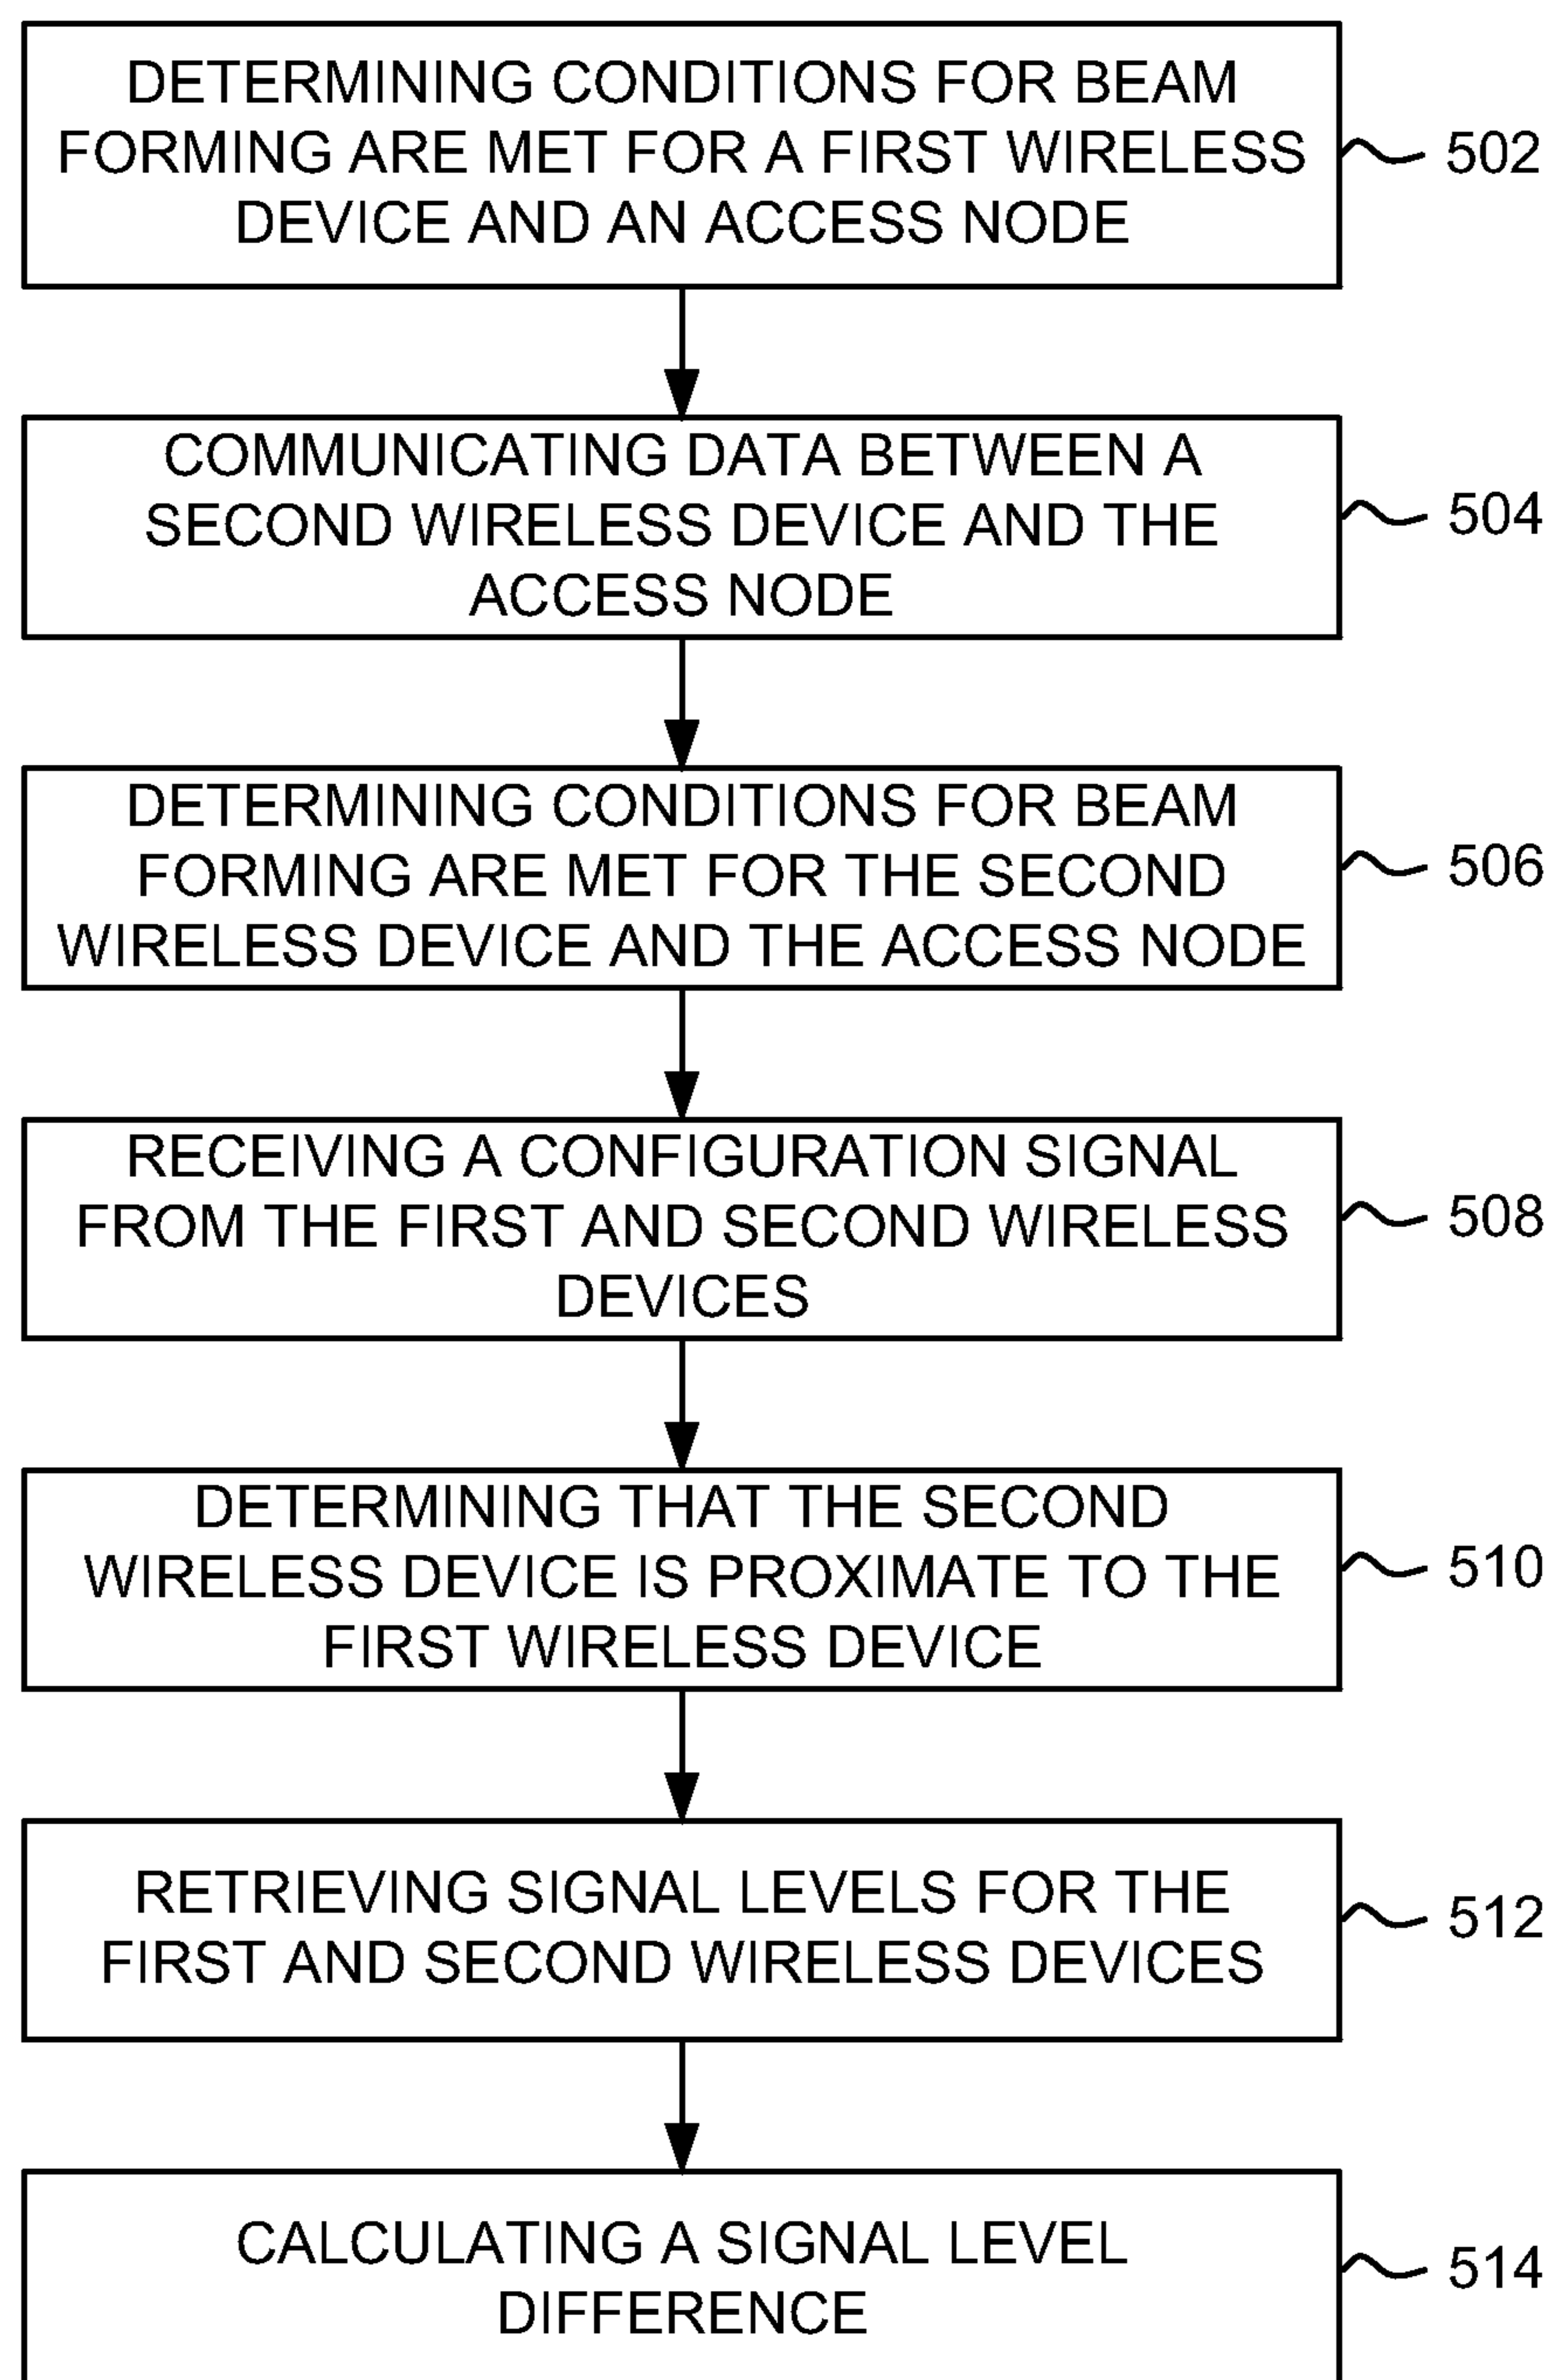 DETERMINING CONDITIONS FOR BEAM
FORMING ARE MET FOR A FIRST WIRELESS
DEVICE AND AN ACCESS NODE
502
COMMUNICATING DATA BETWEEN A
SECOND WIRELESS DEVICE AND THE
ACCESS NODE
504
DETERMINING CONDITIONS FOR BEAM
FORMING ARE MET FOR THE SECOND
WIRELESS DEVICE AND THE ACCESS NODE
506
RECEIVING A CONFIGURATION SIGNAL
FROM THE FIRST AND SECOND WIRELESS
DEVICES
508
DETERMINING THAT THE SECOND
WIRELESS DEVICE IS PROXIMATE TO THE
FIRST WIRELESS DEVICE
510
RETRIEVING SIGNAL LEVELS FOR THE
FIRST AND SECOND WIRELESS DEVICES
512
CALCULATING A SIGNAL LEVEL
DIFFERENCE
514